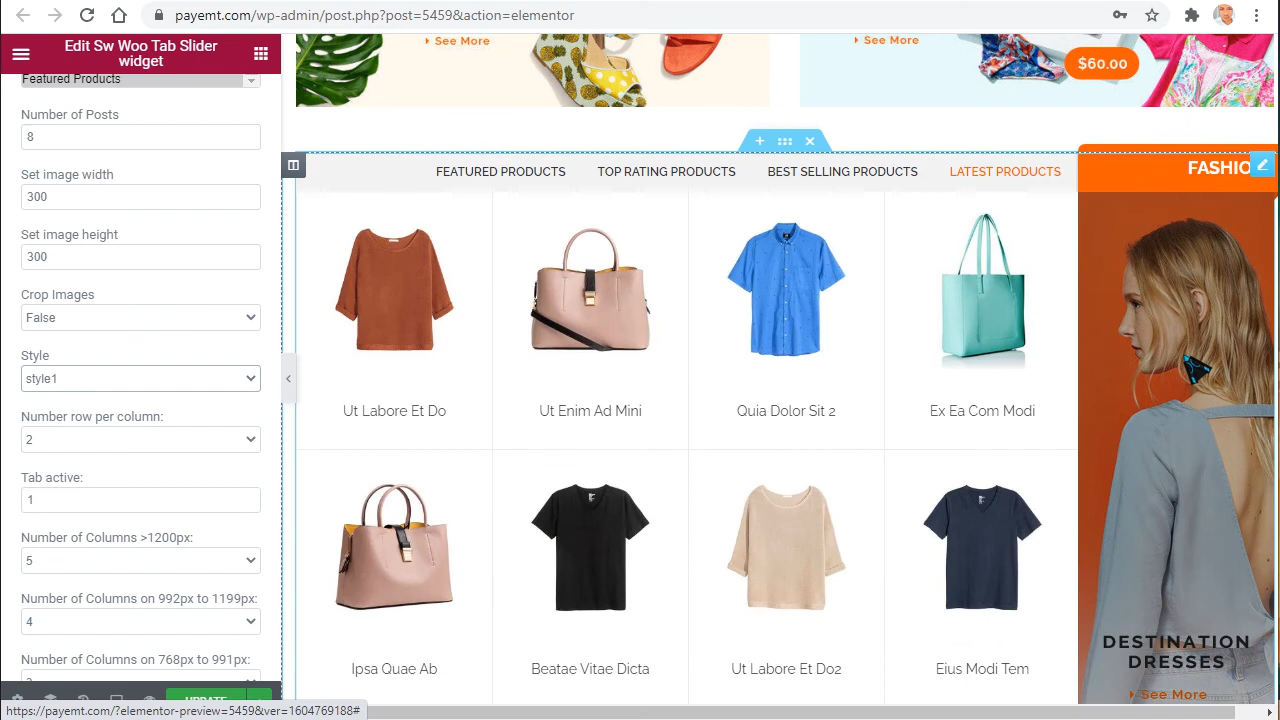 payemt.com/wp-admin/post.php?post=5459&action=elementor
Edit Sw Woo Tab Slider
widget
Featured Products
Number of Posts
8
Set image width
300
Set image height
300
Crop Images
False
Style
style1
Number row per column:
2
Tab active:
1
Number of Columns >1200px:
5
Number of Columns on 992px to 1199px:
4
Number of Columns on 768px to 991px:
UPDATE
https://payemt.com/?elementor-preview=5459&ver=1604769188#
See More
See More
$60.00
FEATURED PRODUC
TOP RATING PRODUCTS
BEST SELLING PRODUCTS
LATEST PRODUCTS
FASHIO
Ut Labore Et Do
Ut Enim Ad Mini
Quia Dolor Sit 2
Ex Ea Com Modi
Ipsa Quae Ab
Beatae Vitae Dicta
Ut Labore Et Do2
Eius Modi Tem
DESTINATION
DRESSES
See More